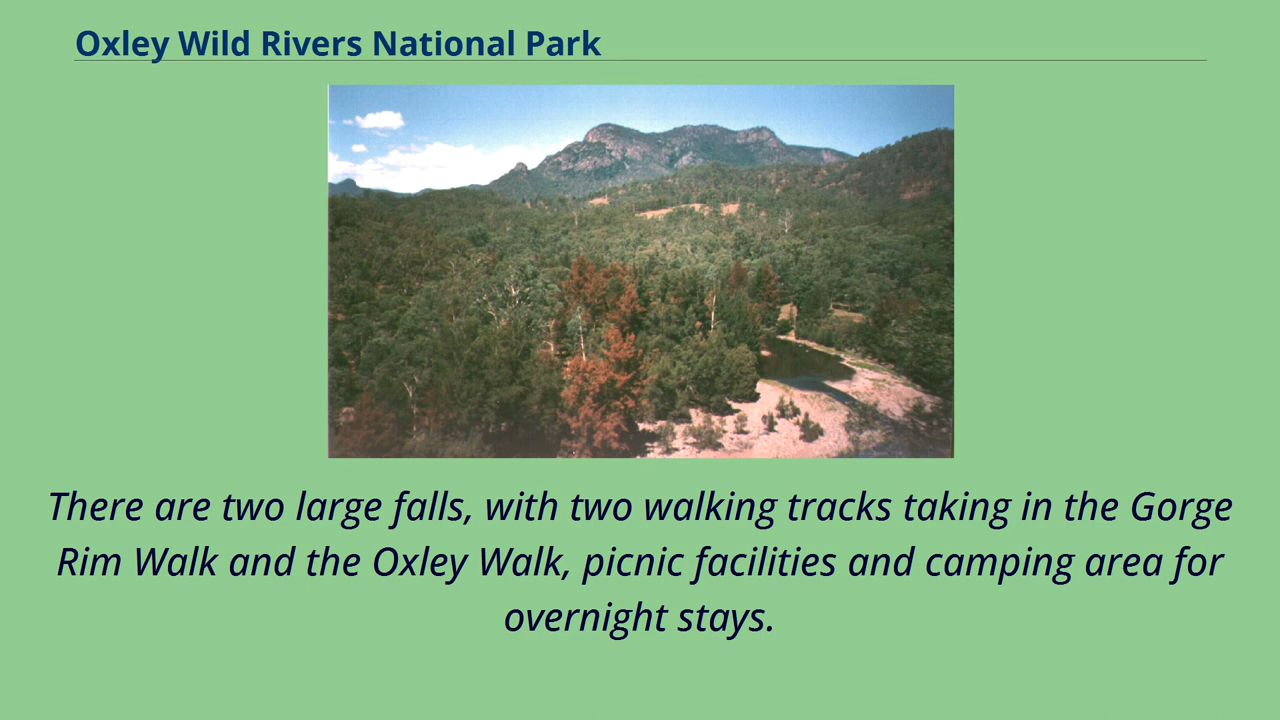 Oxley Wild Rivers National Park
There are two large falls, with two walking tracks taking in the Gorge
Rim Walk and the Oxley Walk, picnic facilities and camping area for
overnight stays.